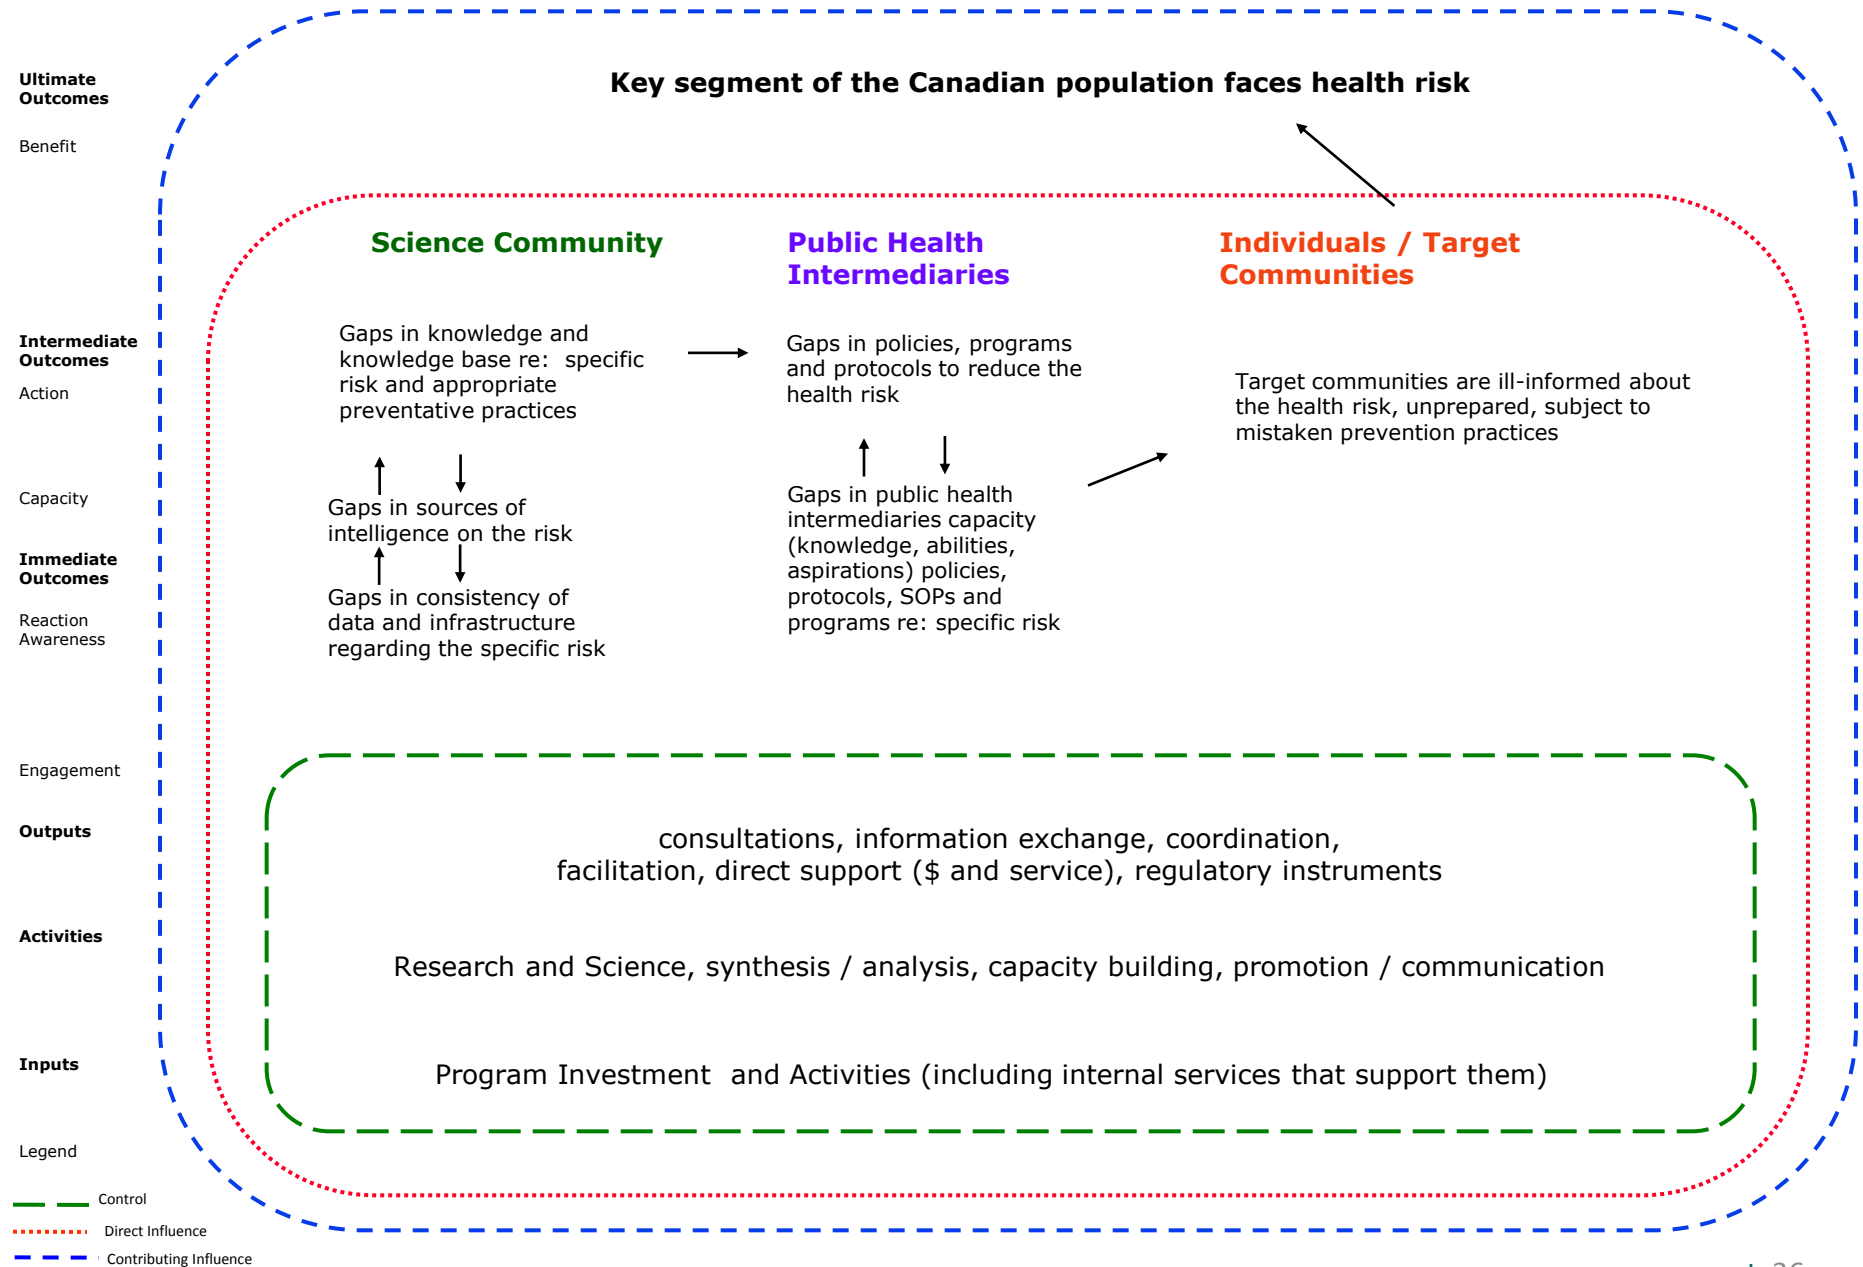 Ultimate
Outcomes
Key segment of the Canadian population faces health risk
Benefit
Science Community
Public Health
Intermediaries
Individuals / Target
Communities
Intermediate
Outcomes
Action
Gaps in knowledge and
knowledge base re:  specific
risk and appropriate
preventative practices
Gaps in policies, programs
and protocols to reduce the
health risk
Target communities are ill-informed about
the health risk, unprepared, subject to
mistaken prevention practices
Capacity
Gaps in sources of
intelligence on the risk
Gaps in public health
intermediaries capacity
(knowledge, abilities,
aspirations) policies,
protocols, SOPs and
programs re: specific risk
Immediate
Outcomes
Gaps in consistency of
data and infrastructure
regarding the specific risk
Reaction
Awareness
Engagement
Outputs
consultations, information exchange, coordination,
facilitation, direct support ($ and service), regulatory instruments
Activities
Research and Science, synthesis / analysis, capacity building, promotion / communication
Inputs
Program Investment  and Activities (including internal services that support them)
Legend
Control
Direct Influence
Contributing Influence